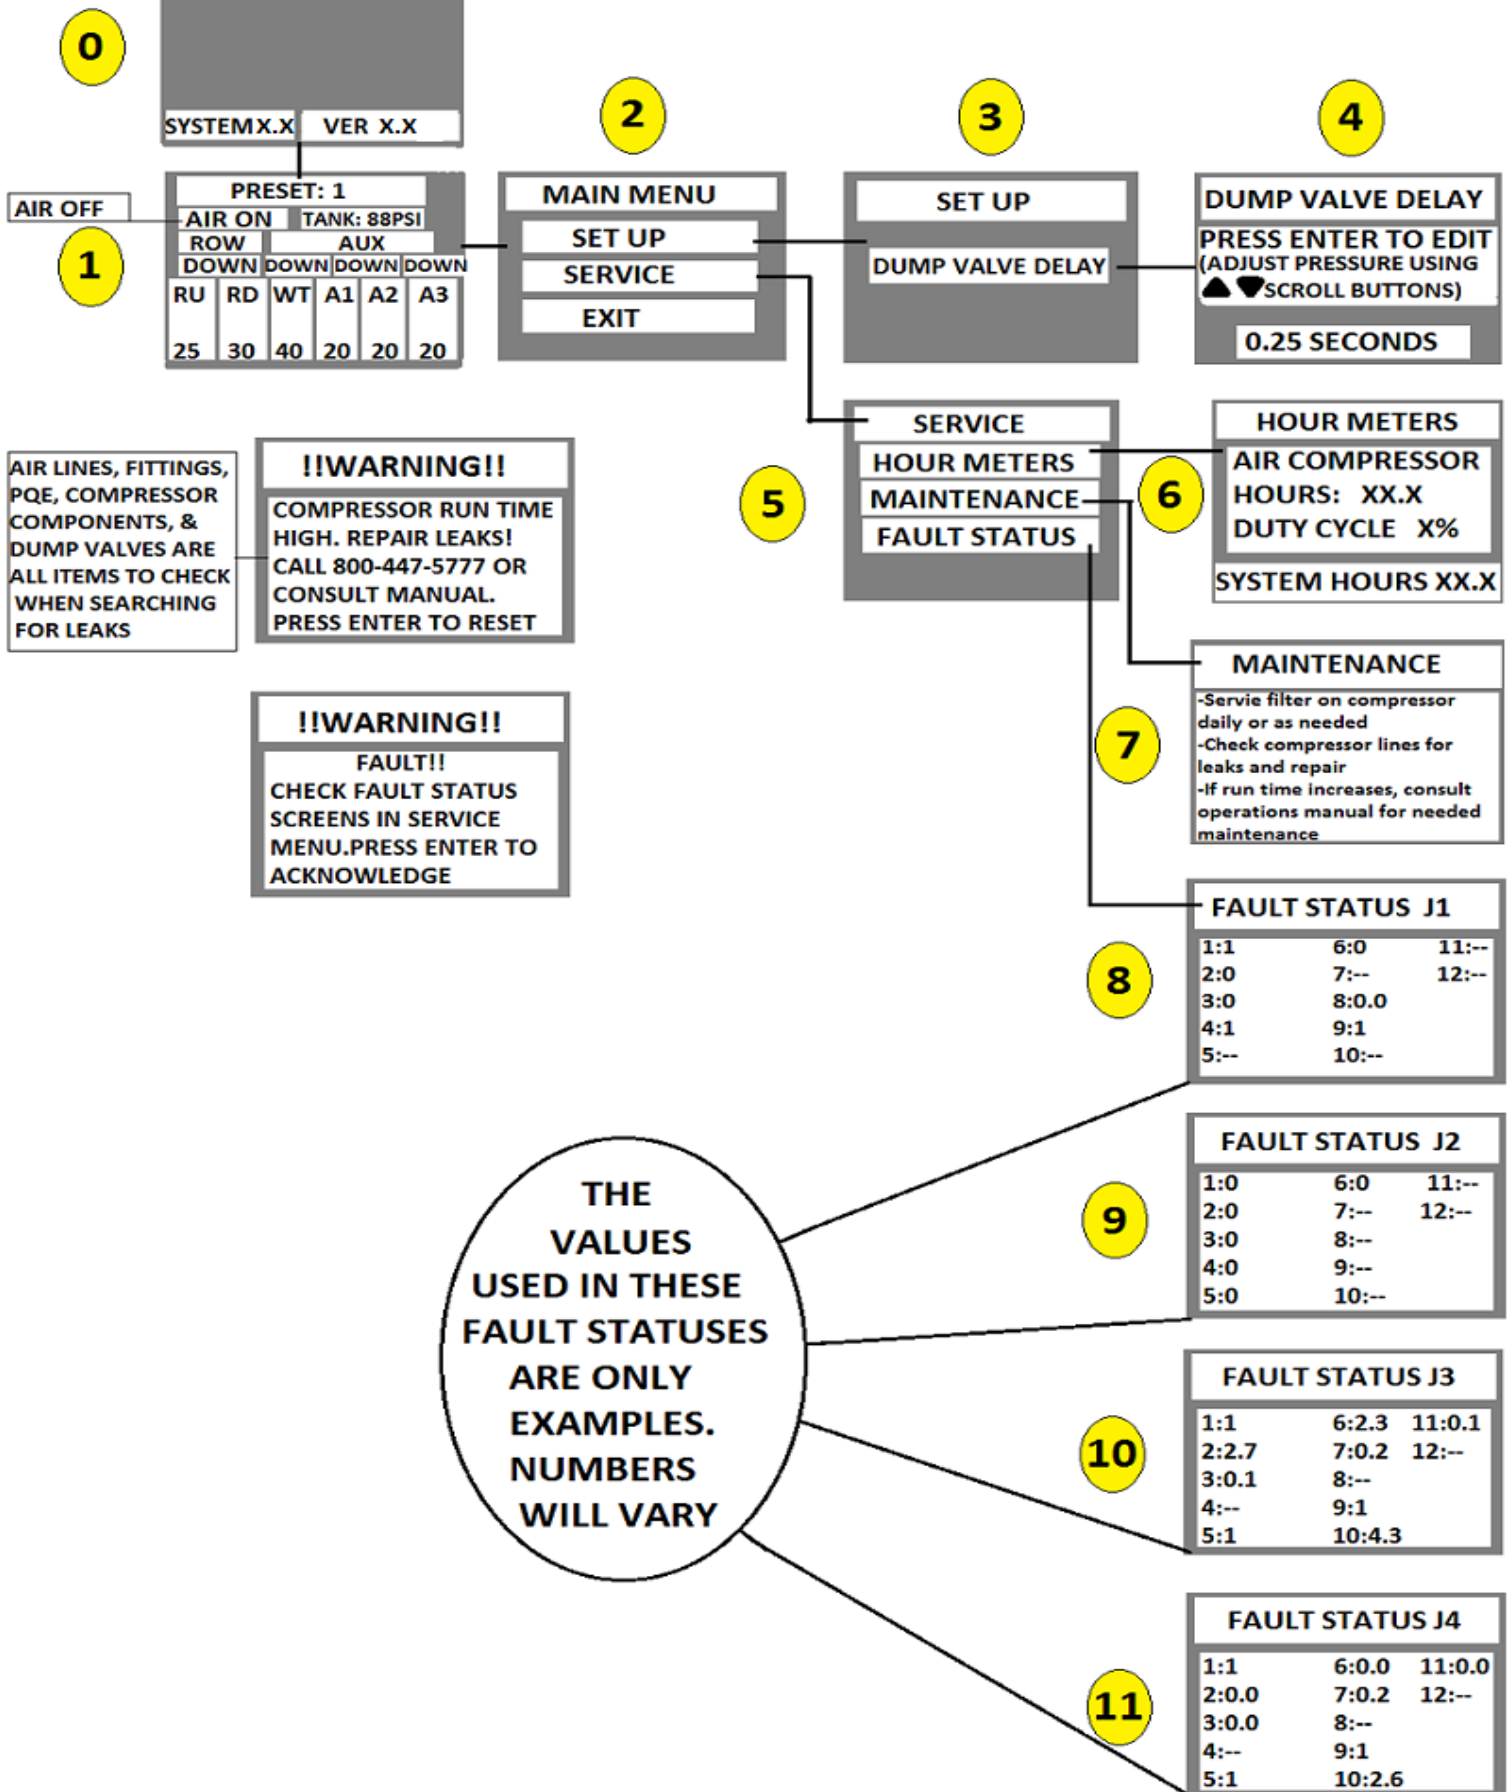 0
SYSTEM X.X VER X.X
PRESET: 1
AIR OFF
AIR ON TANK: 88PSI
ROW AUX
DOWN DOWN DOWN DOWN
RU RD WT A1 A2 A3
25 30 40 20 20 20
1
2
MAIN MENU
SET UP
SERVICE
EXIT
3
SET UP
DUMP VALVE DELAY
4
DUMP VALVE DELAY
PRESS ENTER TO EDIT
(ADJUST PRESSURE USING
▲ ▼ SCROLL BUTTONS)
0.25 SECONDS
AIR LINES, FITTINGS,
PQE, COMPRESSOR
COMPONENTS, &
DUMP VALVES ARE
ALL ITEMS TO CHECK
WHEN SEARCHING
FOR LEAKS
!!WARNING!!
COMPRESSOR RUN TIME
HIGH. REPAIR LEAKS!
CALL 800-447-5777 OR
CONSULT MANUAL.
PRESS ENTER TO RESET
5
SERVICE
HOUR METERS
MAINTENANCE
FAULT STATUS
6
HOUR METERS
AIR COMPRESSOR
HOURS: XX.X
DUTY CYCLE X%
SYSTEM HOURS XX.X
!!WARNING!!
FAULT!!
CHECK FAULT STATUS
SCREENS IN SERVICE
MENU.PRESS ENTER TO
ACKNOWLEDGE
7
MAINTENANCE
-Servie filter on compressor
daily or as needed
-Check compressor lines for
leaks and repair
-If run time increases, consult
operations manual for needed
maintenance
8
FAULT STATUS J1
1:1 6:0 11:--
2:0 7:-- 12:--
3:0 8:0.0
4:1 9:1
5:-- 10:--
9
FAULT STATUS J2
1:0 6:0 11:--
2:0 7:-- 12:--
3:0 8:--
4:0 9:--
5:0 10:--
THE
VALUES
USED IN THESE
FAULT STATUSES
ARE ONLY
EXAMPLES.
NUMBERS
WILL VARY
10
FAULT STATUS J3
1:1 6:2.3 11:0.1
2:2.7 7:0.2 12:--
3:0.1 8:--
4:-- 9:1
5:1 10:4.3
11
FAULT STATUS J4
1:1 6:0.0 11:0.0
2:0.0 7:0.2 12:--
3:0.0 8:--
4:-- 9:1
5:1 10:2.6